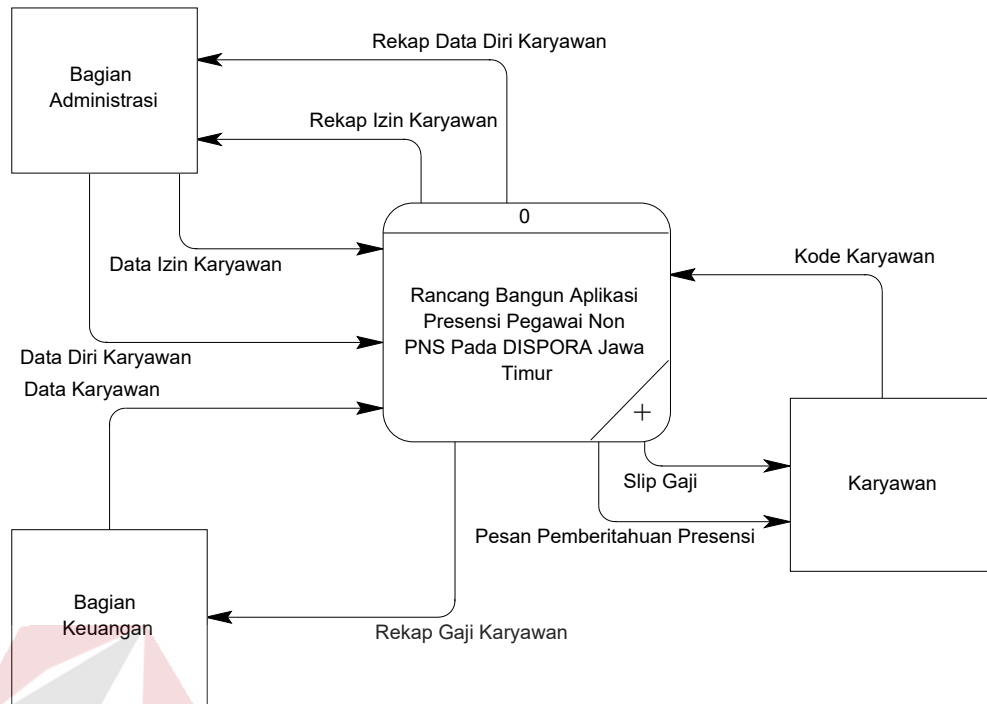 Rekap Data Diri Karyawan
Bagian
Administrasi
Rekap Izin Karyawan
0
Data Izin Karyawan
Kode Karyawan
Rancang Bangun Aplikasi
Presensi Pegawai Non
PNS Pada DISPORA Jawa
Timur
Data Diri Karyawan
Data Karyawan
+
Slip Gaji
Karyawan
Pesan Pemberitahuan Presensi
Bagian
Keuangan
Rekap Gaji Karyawan